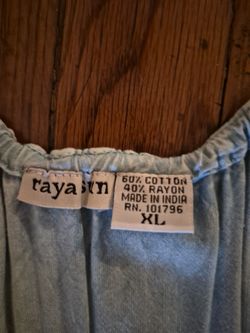 raya sun
60% COTTON
40% RAYON
MADE IN INDIA
RN. 101796
XL